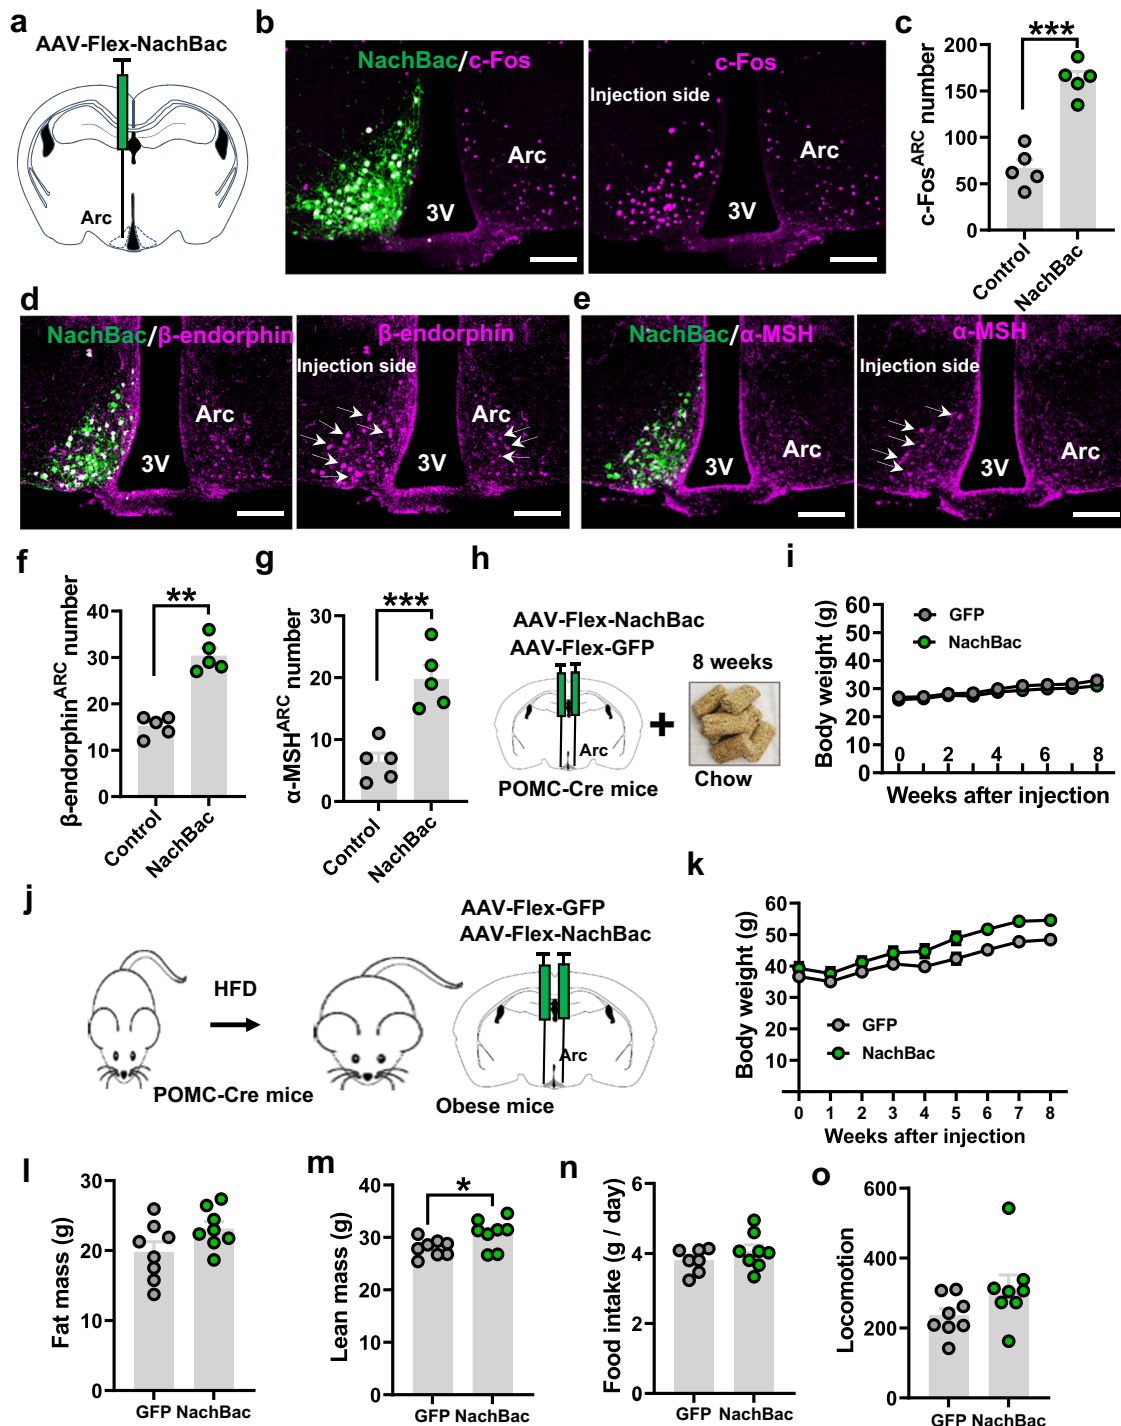 a
AAV-Flex-NachBac
Arc
b
NachBac/c-Fos
Arc
3V
c-Fos
Injection side
Arc
3V
c
***
c-Fos^ARC number
200
150
100
50
0
Control
NachBac
d
NachBac/β-endorphin
Arc
3V
β-endorphin
Injection side
Arc
3V
e
NachBac/α-MSH
Arc
3V
α-MSH
Injection side
Arc
3V
f
**
β-endorphin^ARC number
40
30
20
10
0
Control
NachBac
g
***
α-MSH^ARC number
30
20
10
0
Control
NachBac
h
AAV-Flex-NachBac
AAV-Flex-GFP
8 weeks
Arc
+
POMC-Cre mice
Chow
i
Body weight (g)
60
50
40
30
20
10
0
GFP
NachBac
0 2 4 6 8
Weeks after injection
j
HFD
POMC-Cre mice
AAV-Flex-GFP
AAV-Flex-NachBac
Arc
Obese mice
k
Body weight (g)
60
50
40
30
20
10
GFP
NachBac
0 1 2 3 4 5 6 7 8
Weeks after injection
l
Fat mass (g)
30
20
10
0
GFP NachBac
m
*
Lean mass (g)
40
30
20
10
0
GFP NachBac
n
Food intake (g / day)
6
4
2
0
GFP NachBac
o
Locomotion
600
400
200
0
GFP NachBac